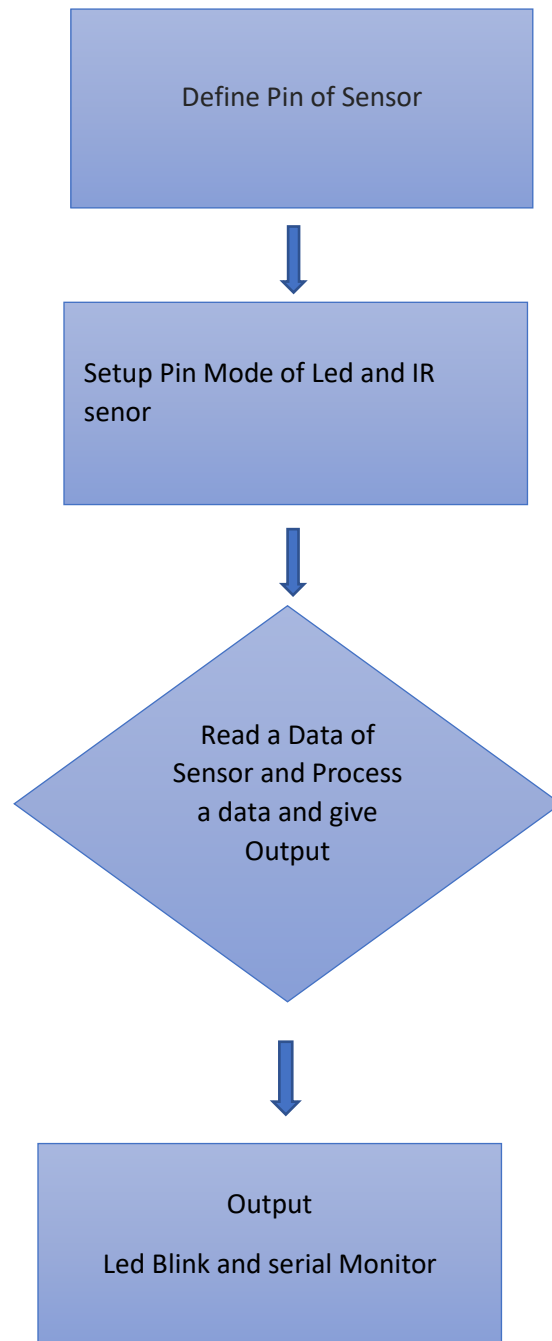 Define Pin of Sensor
Setup Pin Mode of Led and IR
senor
Read a Data of
Sensor and Process
a data and give
Output
Output
Led Blink and serial Monitor